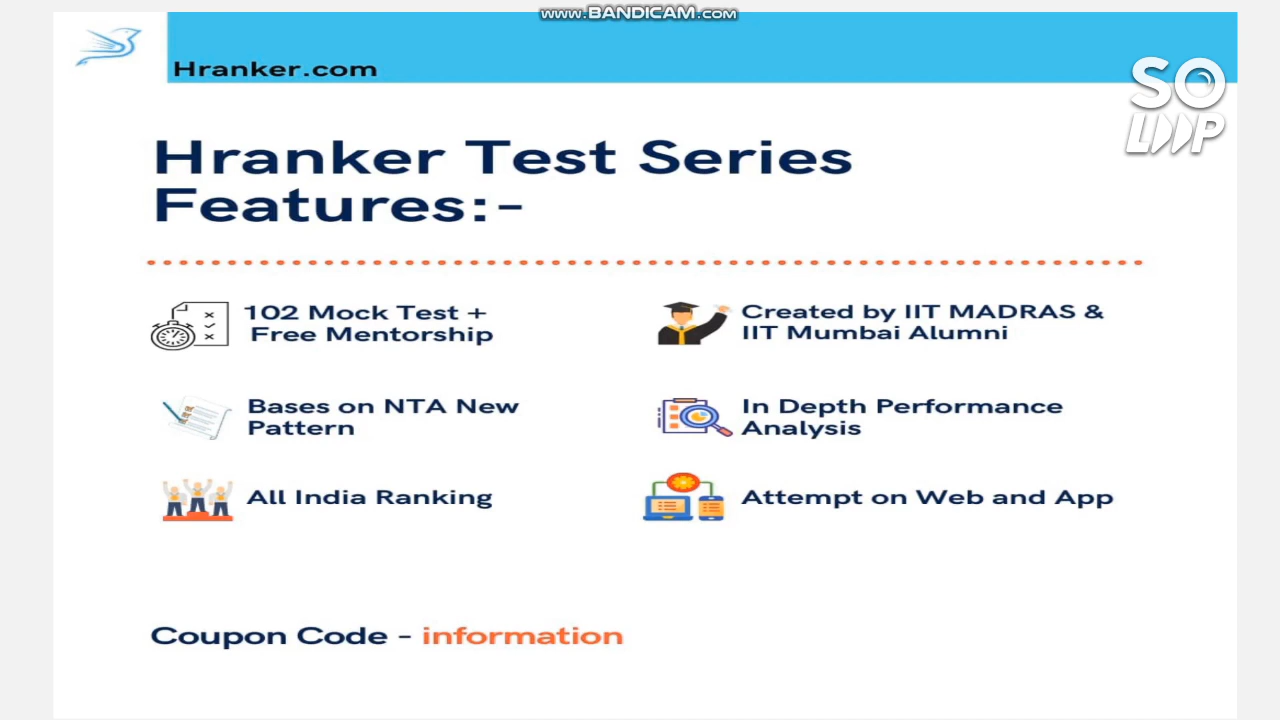 www.BANDICAM.com
Hranker.com
SO
LOOP
Hranker Test Series
Features:-
102 Mock Test +
Free Mentorship
Created by IIT MADRAS &
IIT Mumbai Alumni
Bases on NTA New
Pattern
In Depth Performance
Analysis
All India Ranking
Attempt on Web and App
Coupon Code - information